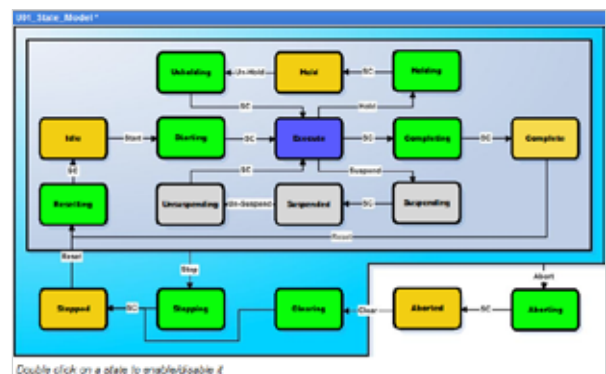 U01_State_Model *
Unholding
Un-Hold
Held
SC
Holding
SC
Hold
Idle
Start
Starting
SC
Execute
SC
Completing
SC
Complete
SC
SC
Suspend
Resetting
Unsuspending
Un-Suspend
Suspended
SC
Suspending
Reset
Reset
Stop
Abort
Stopped
SC
Stopping
Clearing
Clear
Aborted
SC
Aborting
Double click on a state to enable/disable it